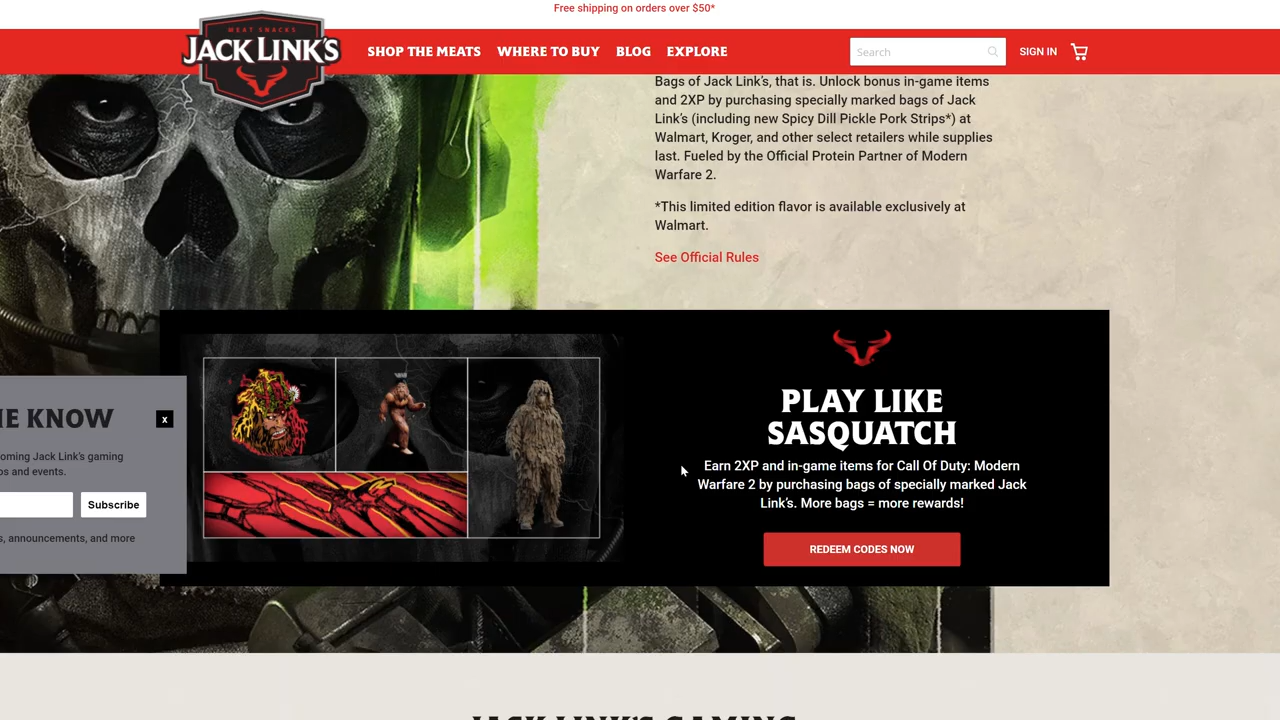 Free shipping on orders over $50*
MEAT SNACKS
JACK LINK'S
SHOP THE MEATS
WHERE TO BUY
BLOG
EXPLORE
Search
SIGN IN
Bags of Jack Link's, that is. Unlock bonus in-game items
and 2XP by purchasing specially marked bags of Jack
Link's (including new Spicy Dill Pickle Pork Strips*) at
Walmart, Kroger, and other select retailers while supplies
last. Fueled by the Official Protein Partner of Modern
Warfare 2.
*This limited edition flavor is available exclusively at
Walmart.
See Official Rules
KNOW
x
Jack Link's gaming
and events.
Subscribe
announcements, and more
PLAY LIKE
SASQUATCH
Earn 2XP and in-game items for Call Of Duty: Modern
Warfare 2 by purchasing bags of specially marked Jack
Link's. More bags = more rewards!
REDEEM CODES NOW
JACK LINK'S GAMING